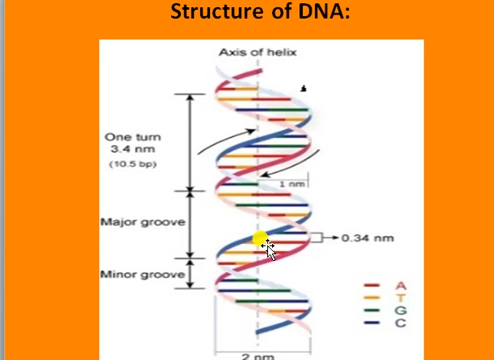 Structure of DNA:
Axis of helix
One turn
3.4 nm
(10.5 bp)
1 nm
Major groove
0.34 nm
Minor groove
A
T
G
C
2 nm